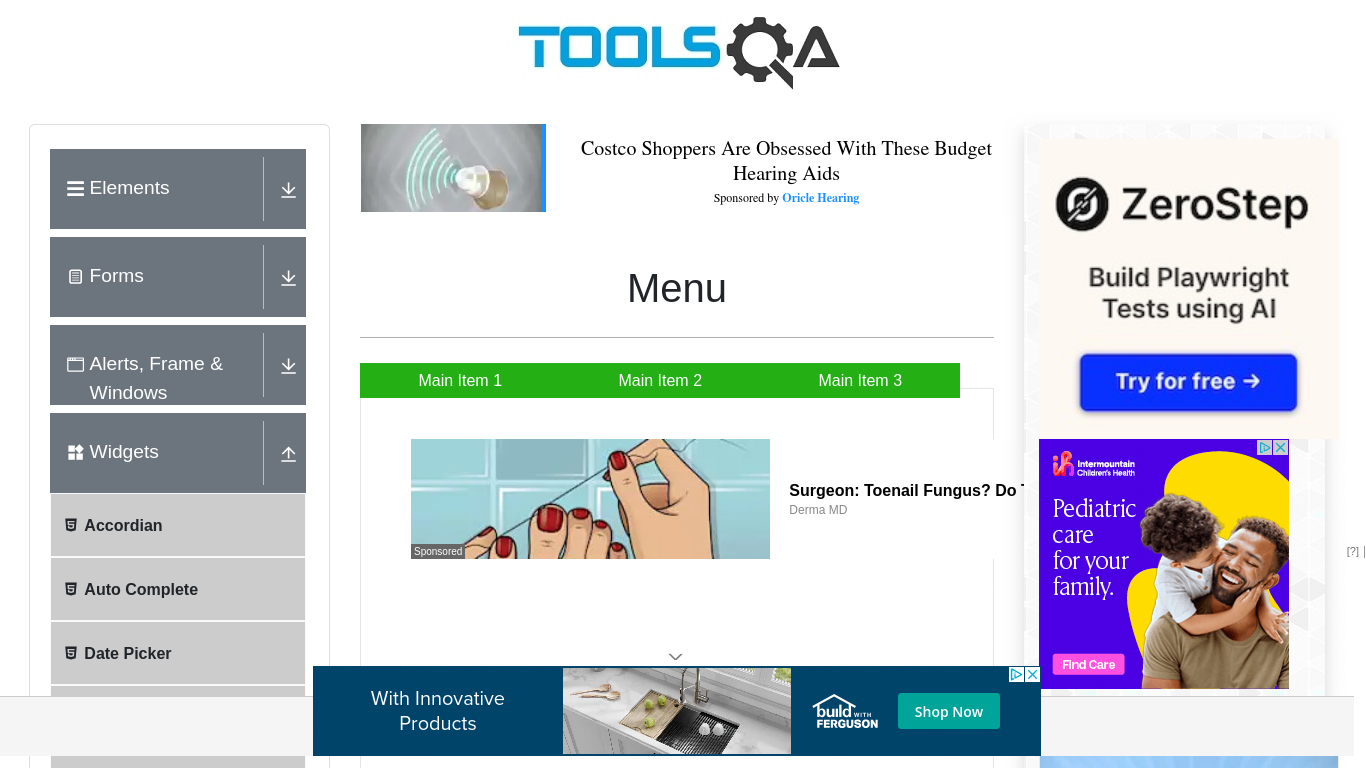 TOOLSQA
Elements
Forms
Alerts, Frame &
Windows
Widgets
Accordian
Auto Complete
Date Picker
Costco Shoppers Are Obsessed With These Budget
Hearing Aids
Sponsored by Oricle Hearing
Menu
Main Item 1
Main Item 2
Main Item 3
Sponsored
Surgeon: Toenail Fungus? Do
Derma MD
ZeroStep
Build Playwright
Tests using AI
Try for free →
Intermountain
Children's Health
Pediatric
care
for your
family.
Find Care
[?]
With Innovative
Products
build WITH
FERGUSON
Shop Now